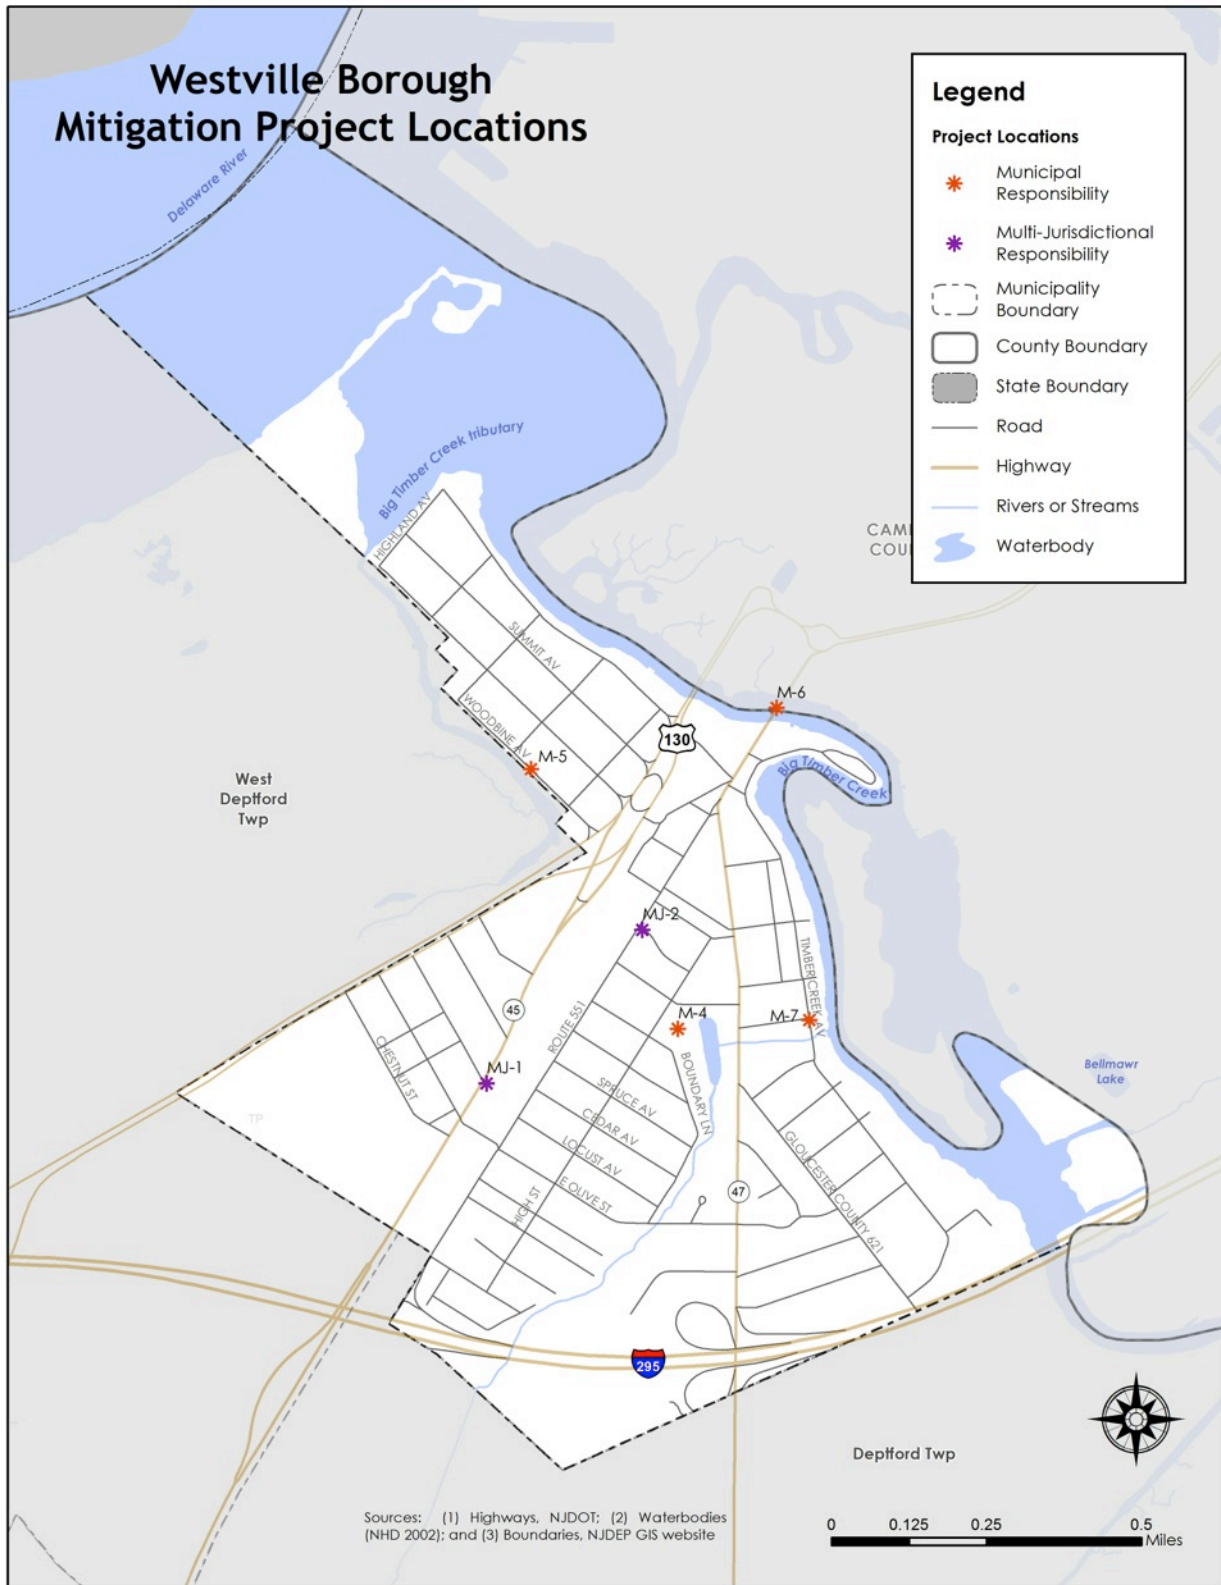 Westville Borough
Mitigation Project Locations
Legend
Project Locations
Municipal
Responsibility
Multi-Jurisdictional
Responsibility
Municipality
Boundary
County Boundary
State Boundary
Road
Highway
Rivers or Streams
Waterbody
Delaware River
Big Timber Creek tributary
HIGHLAND AV
CAM
COU
SUMMIT AV
WOODBINE AV
M-6
130
M-5
Big Timber Creek
West
Deptford
Twp
MJ-2
TIMBER CREEK AV
45
ROUTE 551
M-4
M-7
CHESTNUT ST
MJ-1
BOUNDARY LN
Bellmawr
Lake
TP
SPRUCE AV
CEDAR AV
LOCUST AV
E OLIVE ST
HIGH ST
GLOUCESTER COUNTY 621
47
295
Deptford Twp
Sources: (1) Highways, NJDOT; (2) Waterbodies
(NHD 2002); and (3) Boundaries, NJDEP GIS website
0 0.125 0.25 0.5
Miles